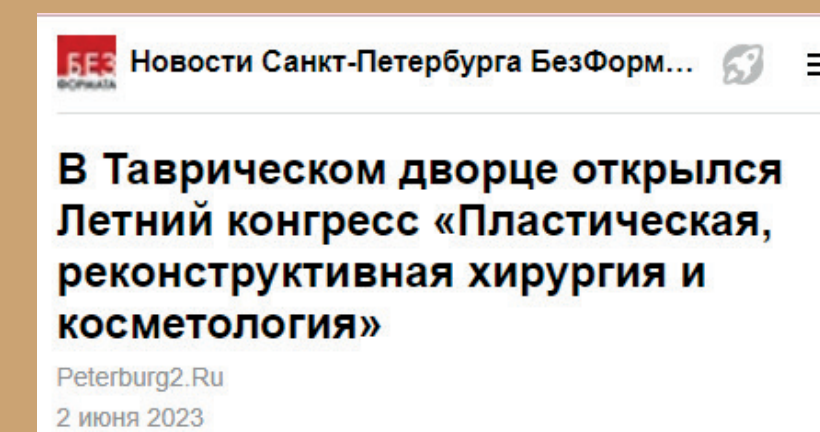 БЕЗ
ФОРМАТА
Новости Санкт-Петербурга БезФорм...
В Таврическом дворце открылся
Летний конгресс «Пластическая,
реконструктивная хирургия и
косметология»
Peterburg2.Ru
2 июня 2023